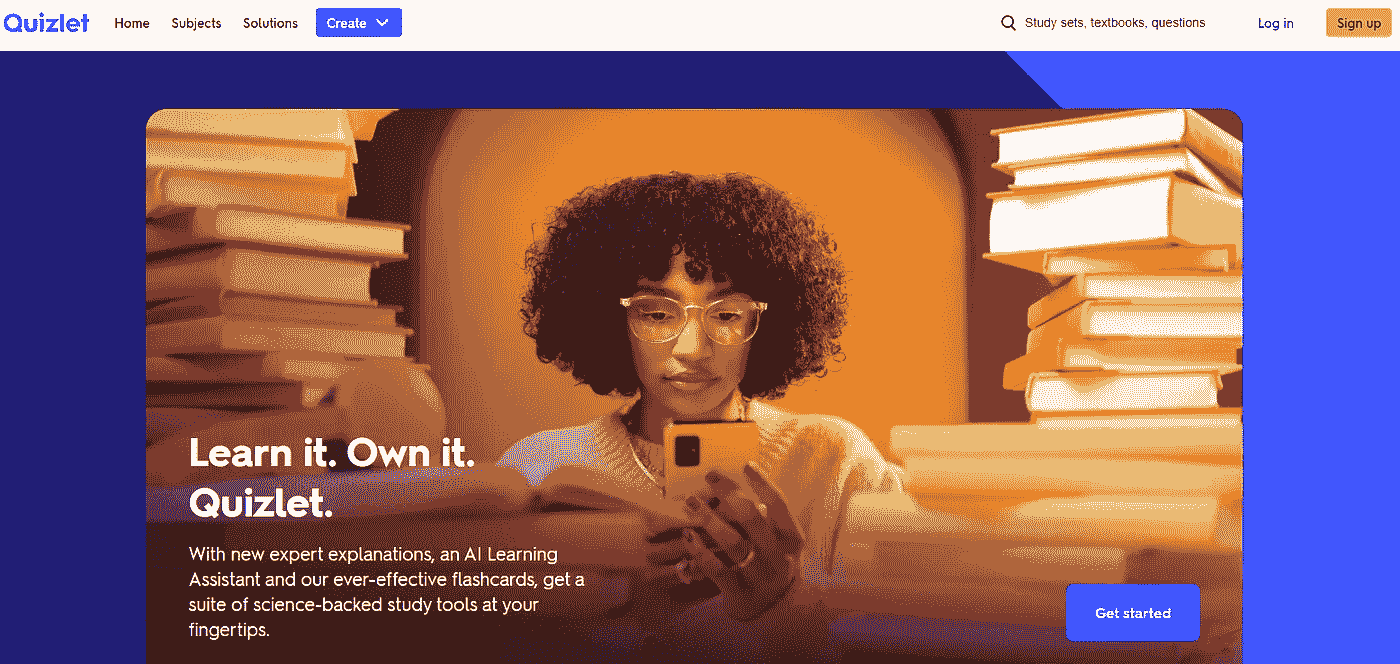 Quizlet Home Subjects Solutions Create Study sets, textbooks, questions Log in Sign up
Learn it. Own it.
Quizlet.
With new expert explanations, an AI Learning
Assistant and our ever-effective flashcards, get a
suite of science-backed study tools at your
fingertips.
Get started